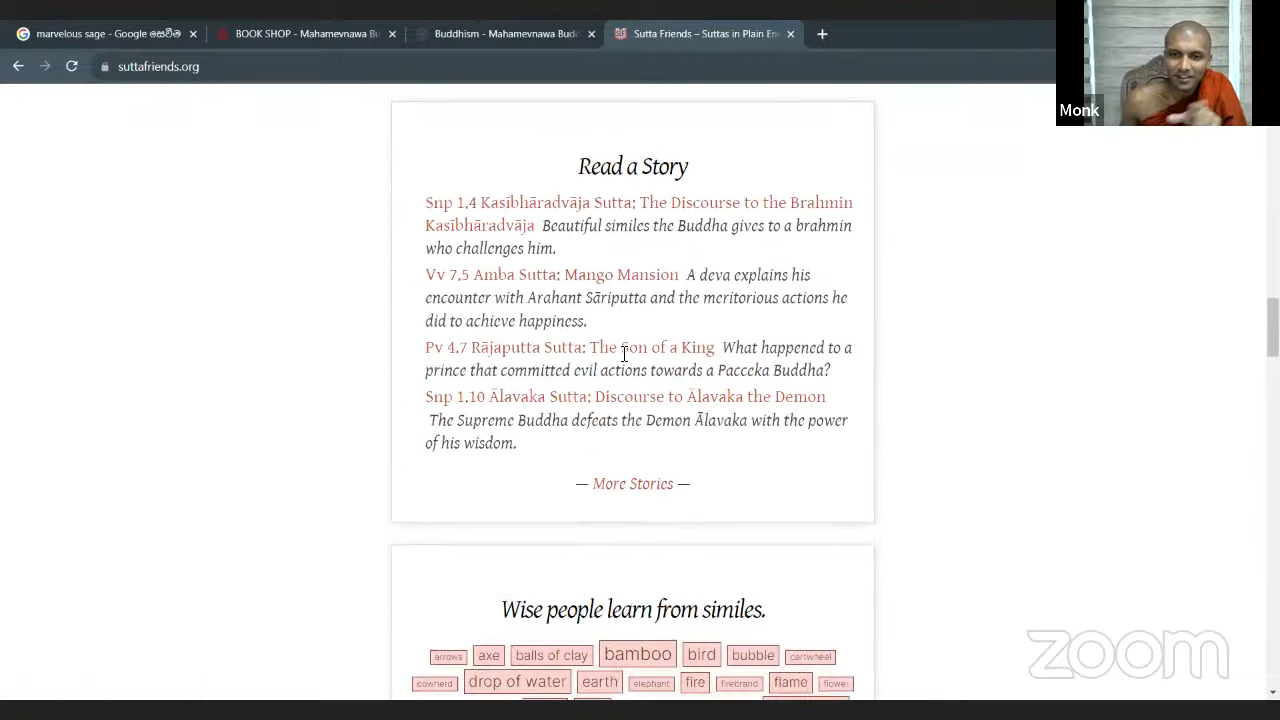 marvelous sage - Google සෙවීම
BOOK SHOP - Mahamevnawa Bu
Buddhism - Mahamevnawa Budd
Sutta Friends – Suttas in Plain En
suttafriends.org
Monk
Read a Story
Snp 1.4 Kasībhāradvāja Sutta: The Discourse to the Brahmin
Kasībhāradvāja Beautiful similes the Buddha gives to a brahmin
who challenges him.
Vv 7.5 Amba Sutta: Mango Mansion A deva explains his
encounter with Arahant Sāriputta and the meritorious actions he
did to achieve happiness.
Pv 4.7 Rājaputta Sutta: The Son of a King What happened to a
prince that committed evil actions towards a Pacceka Buddha?
Snp 1.10 Ālavaka Sutta: Discourse to Ālavaka the Demon
The Supreme Buddha defeats the Demon Ālavaka with the power
of his wisdom.
— More Stories —
Wise people learn from similes.
arrows axe balls of clay bamboo bird bubble cartwheel
cowherd drop of water earth elephant fire firebrand flame flower
zoom